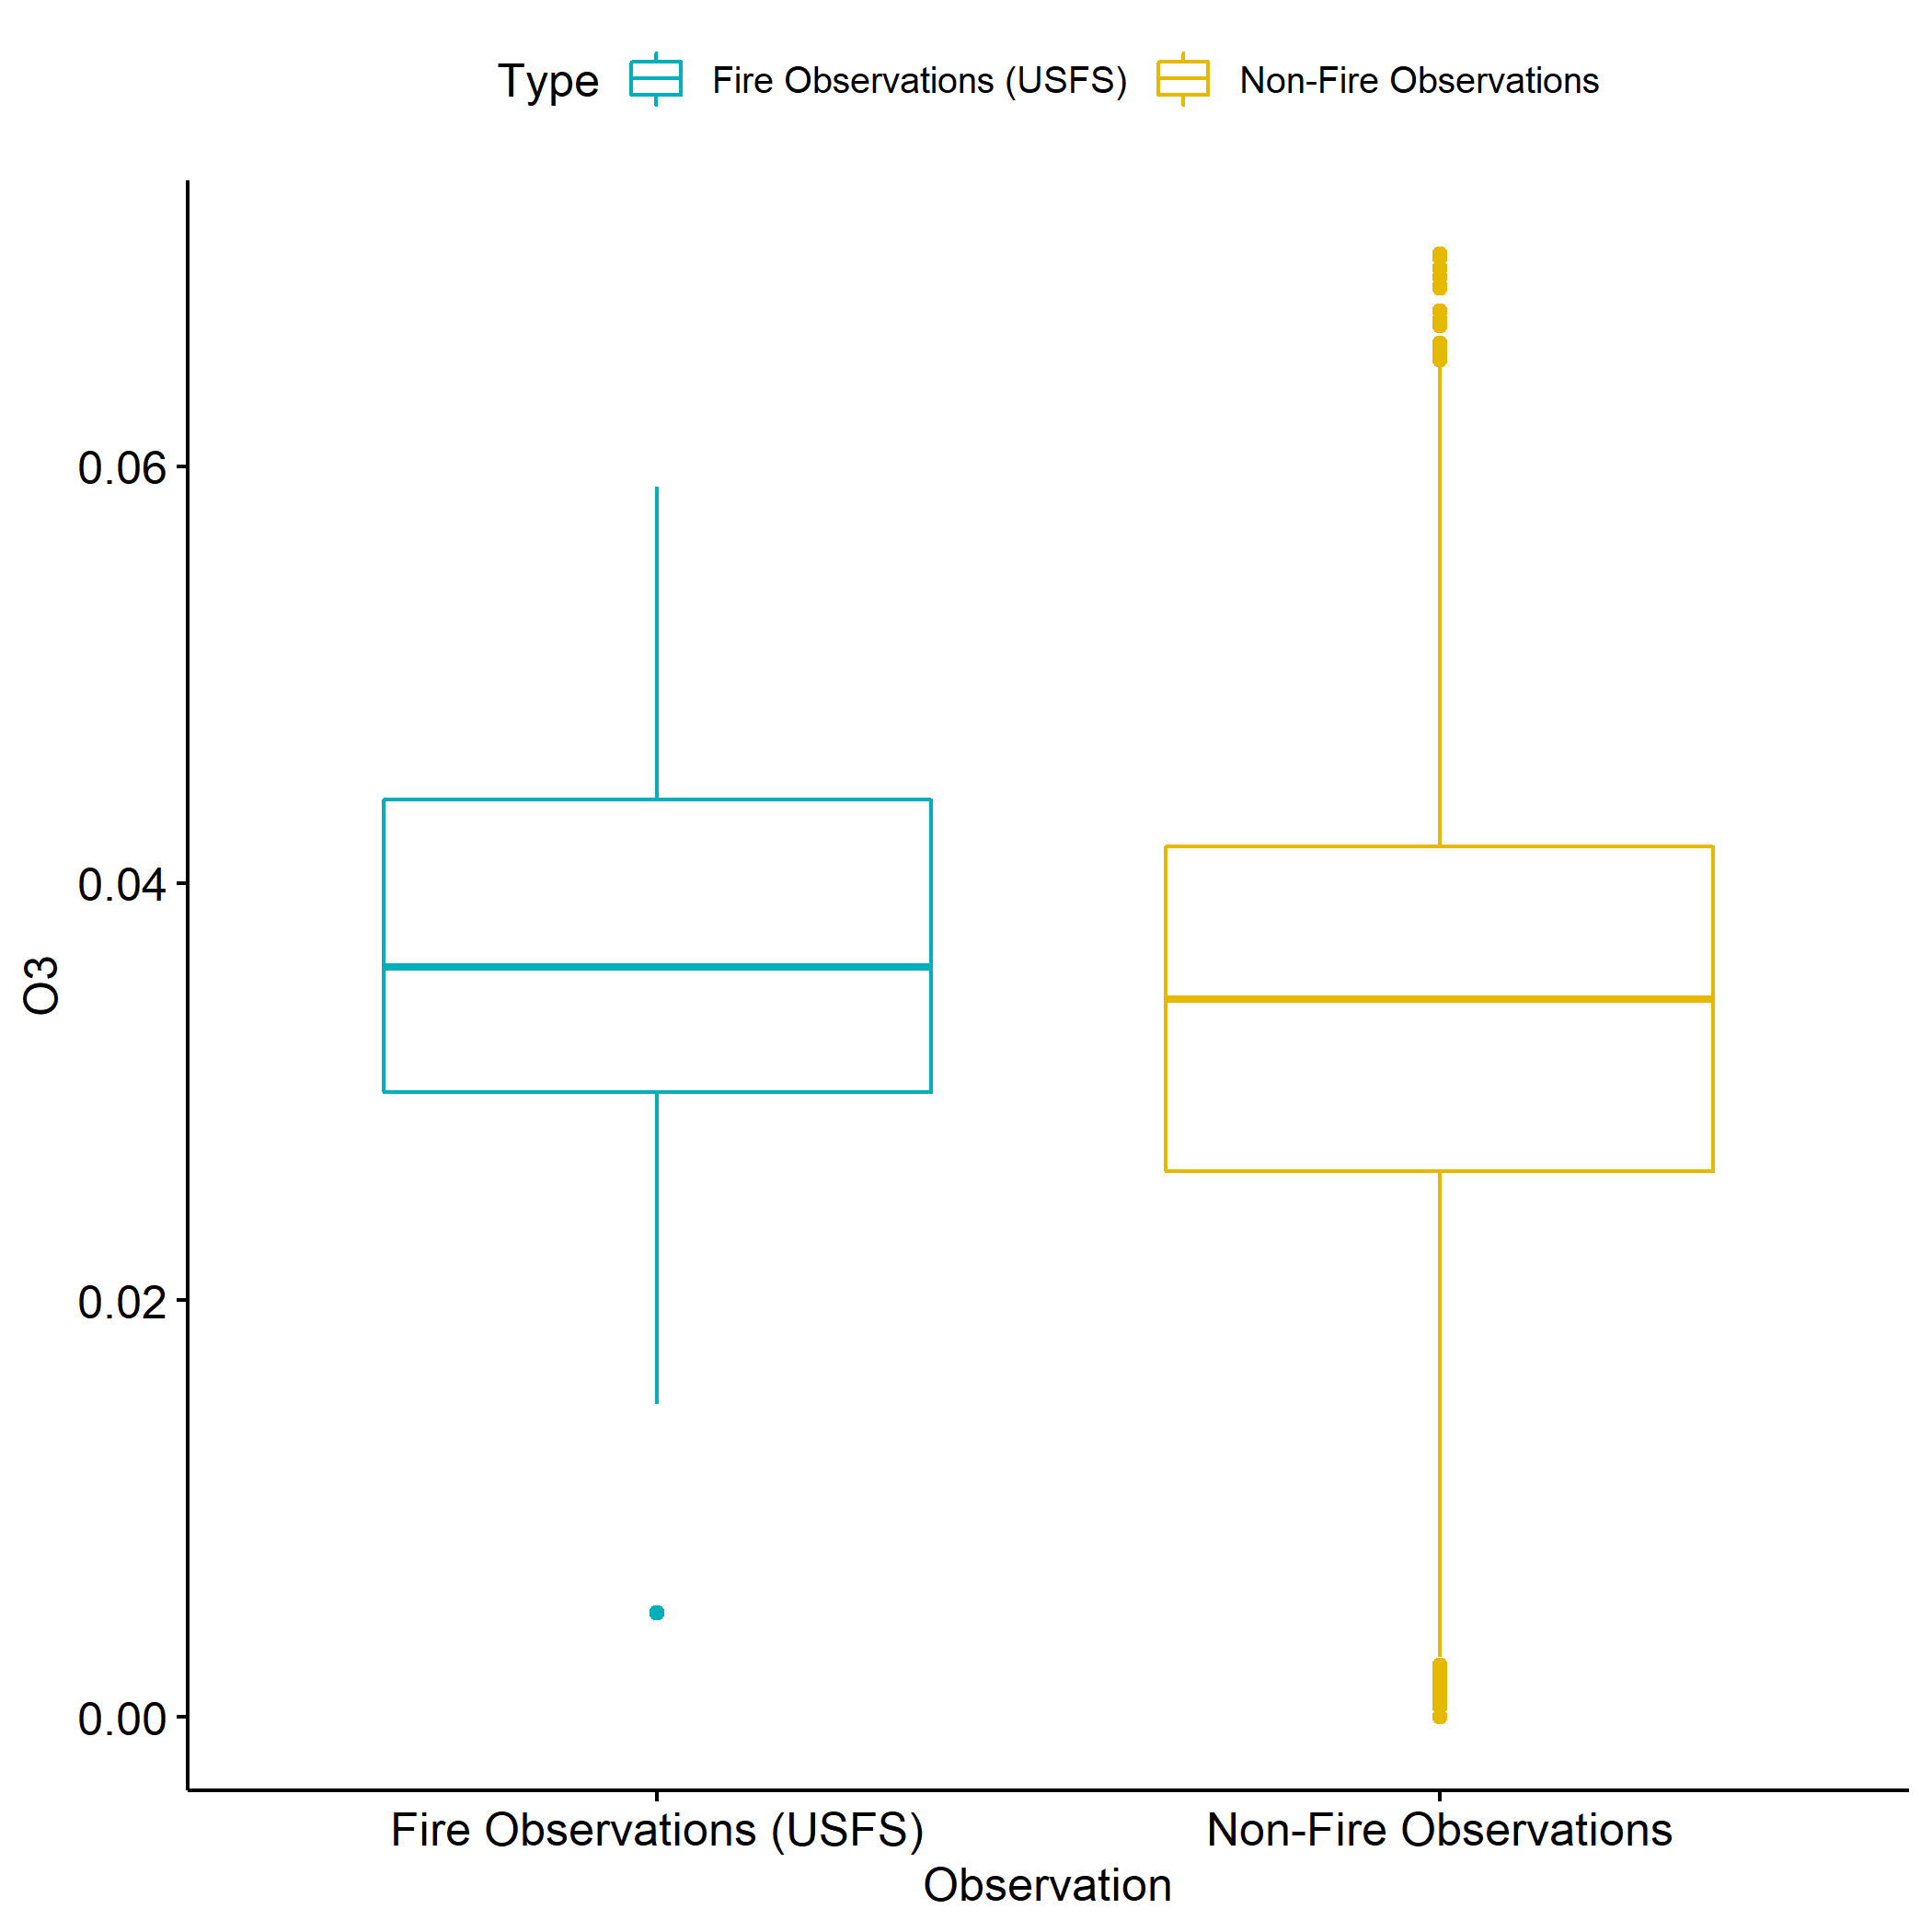 Type Fire Observations (USFS) Non-Fire Observations
0.06
0.04
O3
0.02
0.00
Fire Observations (USFS) Non-Fire Observations
Observation